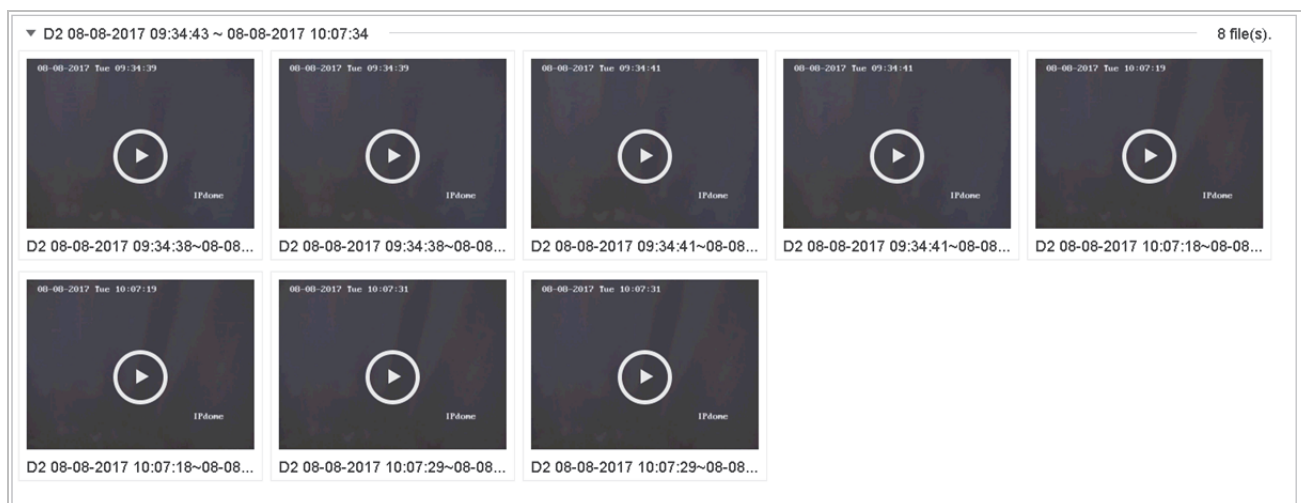 D2 08-08-2017 09:34:43 ~ 08-08-2017 10:07:34 8 file(s).
08-08-2017 Tue 09:34:39 08-08-2017 Tue 09:34:39 08-08-2017 Tue 09:34:41 08-08-2017 Tue 09:34:41 08-08-2017 Tue 10:07:19
IPdome IPdome IPdome IPdome IPdome
D2 08-08-2017 09:34:38~08-08... D2 08-08-2017 09:34:38~08-08... D2 08-08-2017 09:34:41~08-08... D2 08-08-2017 09:34:41~08-08... D2 08-08-2017 10:07:18~08-08...
08-08-2017 Tue 10:07:19 08-08-2017 Tue 10:07:31 08-08-2017 Tue 10:07:31
IPdome IPdome IPdome
D2 08-08-2017 10:07:18~08-08... D2 08-08-2017 10:07:29~08-08... D2 08-08-2017 10:07:29~08-08...